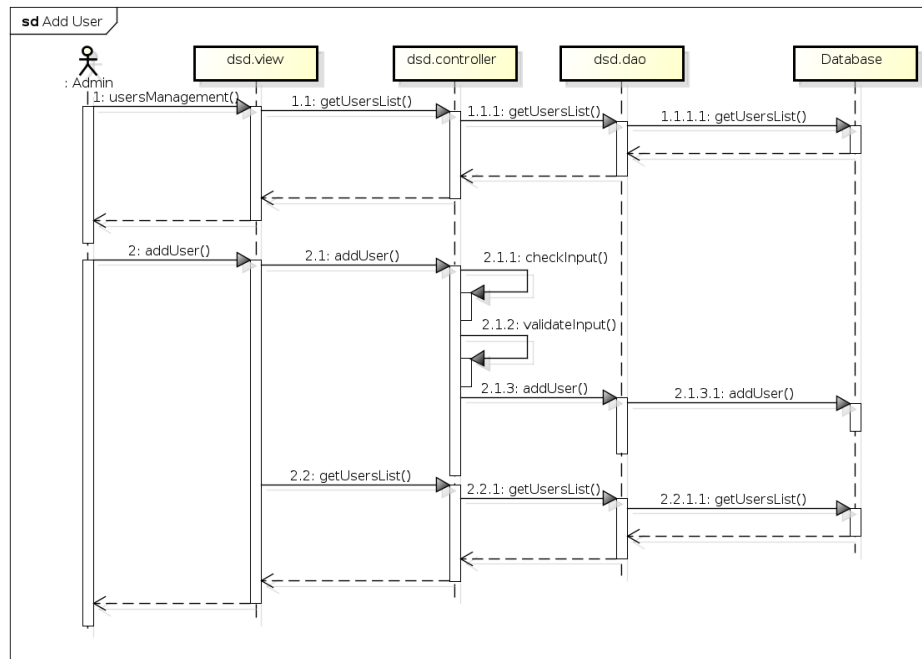 sd Add User
dsd.view
dsd.controller
dsd.dao
Database
: Admin
1: usersManagement()
1.1: getUsersList()
1.1.1: getUsersList()
1.1.1.1: getUsersList()
2: addUser()
2.1: addUser()
2.1.1: checkInput()
2.1.2: validateInput()
2.1.3: addUser()
2.1.3.1: addUser()
2.2: getUsersList()
2.2.1: getUsersList()
2.2.1.1: getUsersList()